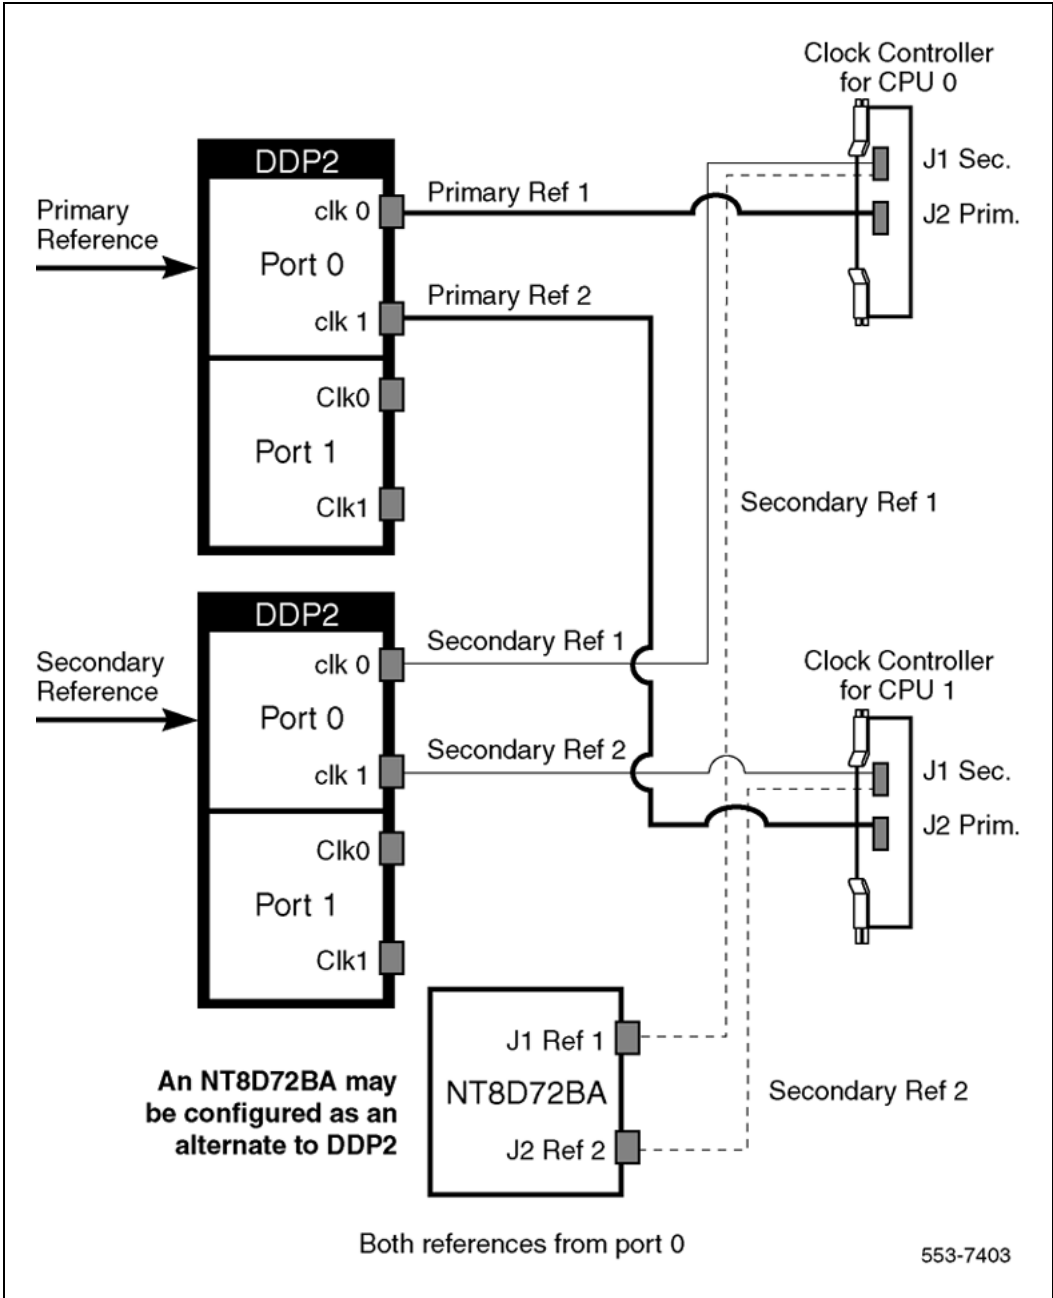 Clock Controller
for CPU 0
J1 Sec.
J2 Prim.
DDP2
Primary
Reference
clk 0
Port 0
clk 1
Clk0
Port 1
Clk1
Primary Ref 1
Primary Ref 2
Secondary Ref 1
DDP2
Secondary
Reference
clk 0
Port 0
clk 1
Clk0
Port 1
Clk1
Secondary Ref 1
Secondary Ref 2
Clock Controller
for CPU 1
J1 Sec.
J2 Prim.
An NT8D72BA may
be configured as an
alternate to DDP2
J1 Ref 1
NT8D72BA
J2 Ref 2
Secondary Ref 2
Both references from port 0
553-7403